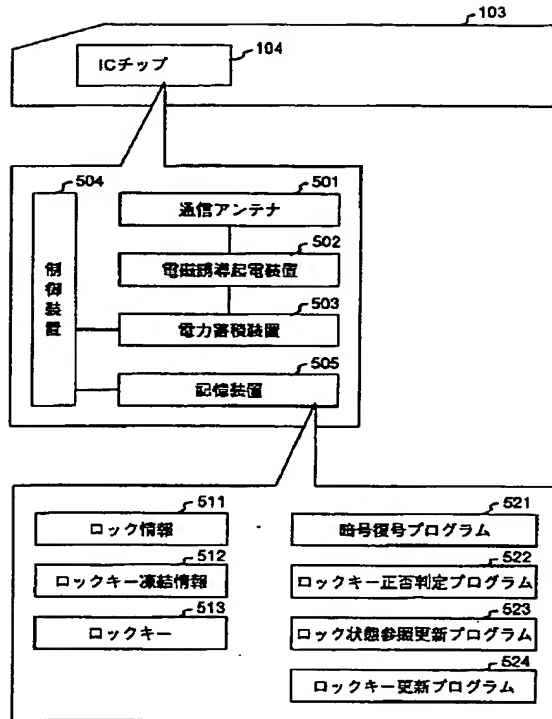 103
ICチップ
104
504
制御装置
501
通信アンテナ
502
電磁誘導起電装置
503
電力蓄積装置
505
記憶装置
511
ロック情報
512
ロックキー凍結情報
513
ロックキー
521
暗号復号プログラム
522
ロックキー正否判定プログラム
523
ロック状態参照更新プログラム
524
ロックキー更新プログラム